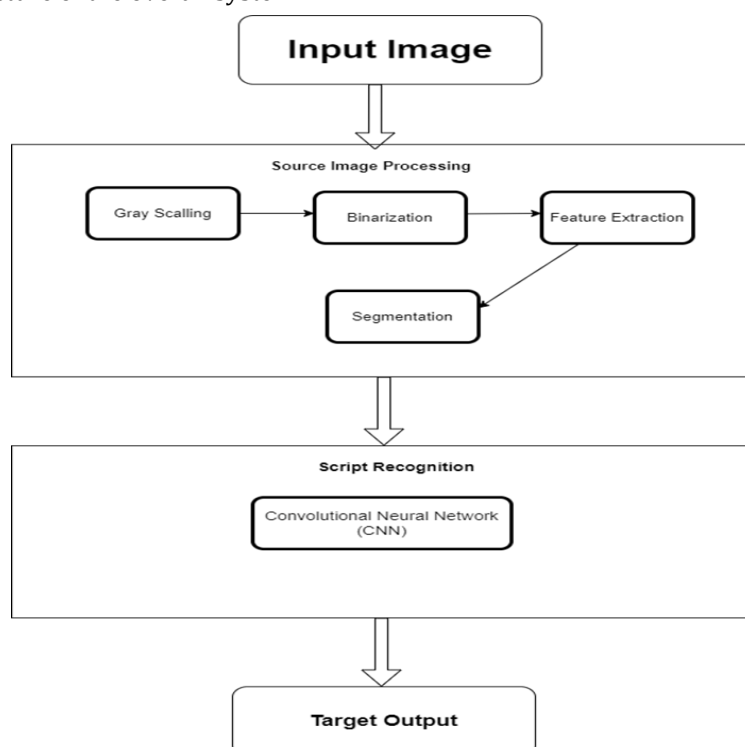 Input Image
Source Image Processing
Gray Scalling
Binarization
Feature Extraction
Segmentation
Script Recognition
Convolutional Neural Network
(CNN)
Target Output